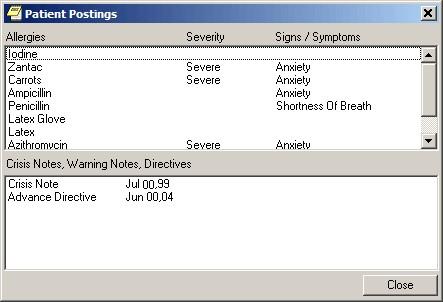 Patient Postings
Allergies Severity Signs / Symptoms
Iodine
Zantac Severe Anxiety
Carrots Severe Anxiety
Ampicillin Anxiety
Penicillin Shortness Of Breath
Latex Glove
Latex
Azithromycin Severe Anxiety
Crisis Notes, Warning Notes, Directives
Crisis Note Jul 00,99
Advance Directive Jun 00,04
Close